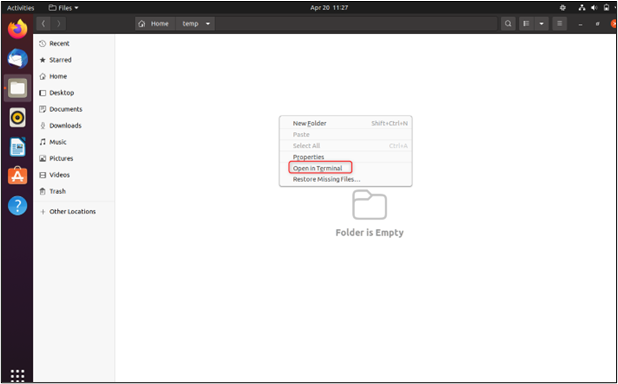 Activities
Files
Apr 20 11:27
Home
temp
Recent
Starred
Home
Desktop
Documents
Downloads
Music
Pictures
Videos
Trash
Other Locations
New Folder Shift+Ctrl+N
Paste
Select All Ctrl+A
Properties
Open in Terminal
Restore Missing Files...
Folder is Empty